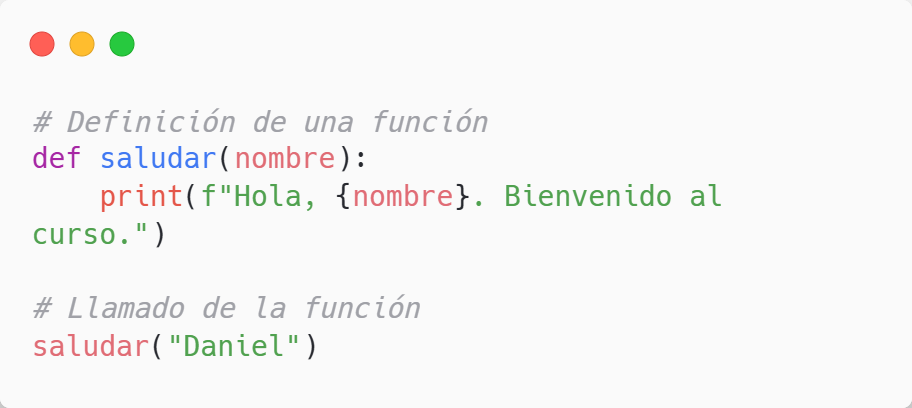 # Definición de una función
def saludar(nombre):
    print(f"Hola, {nombre}. Bienvenido al
curso.")
# Llamado de la función
saludar("Daniel")